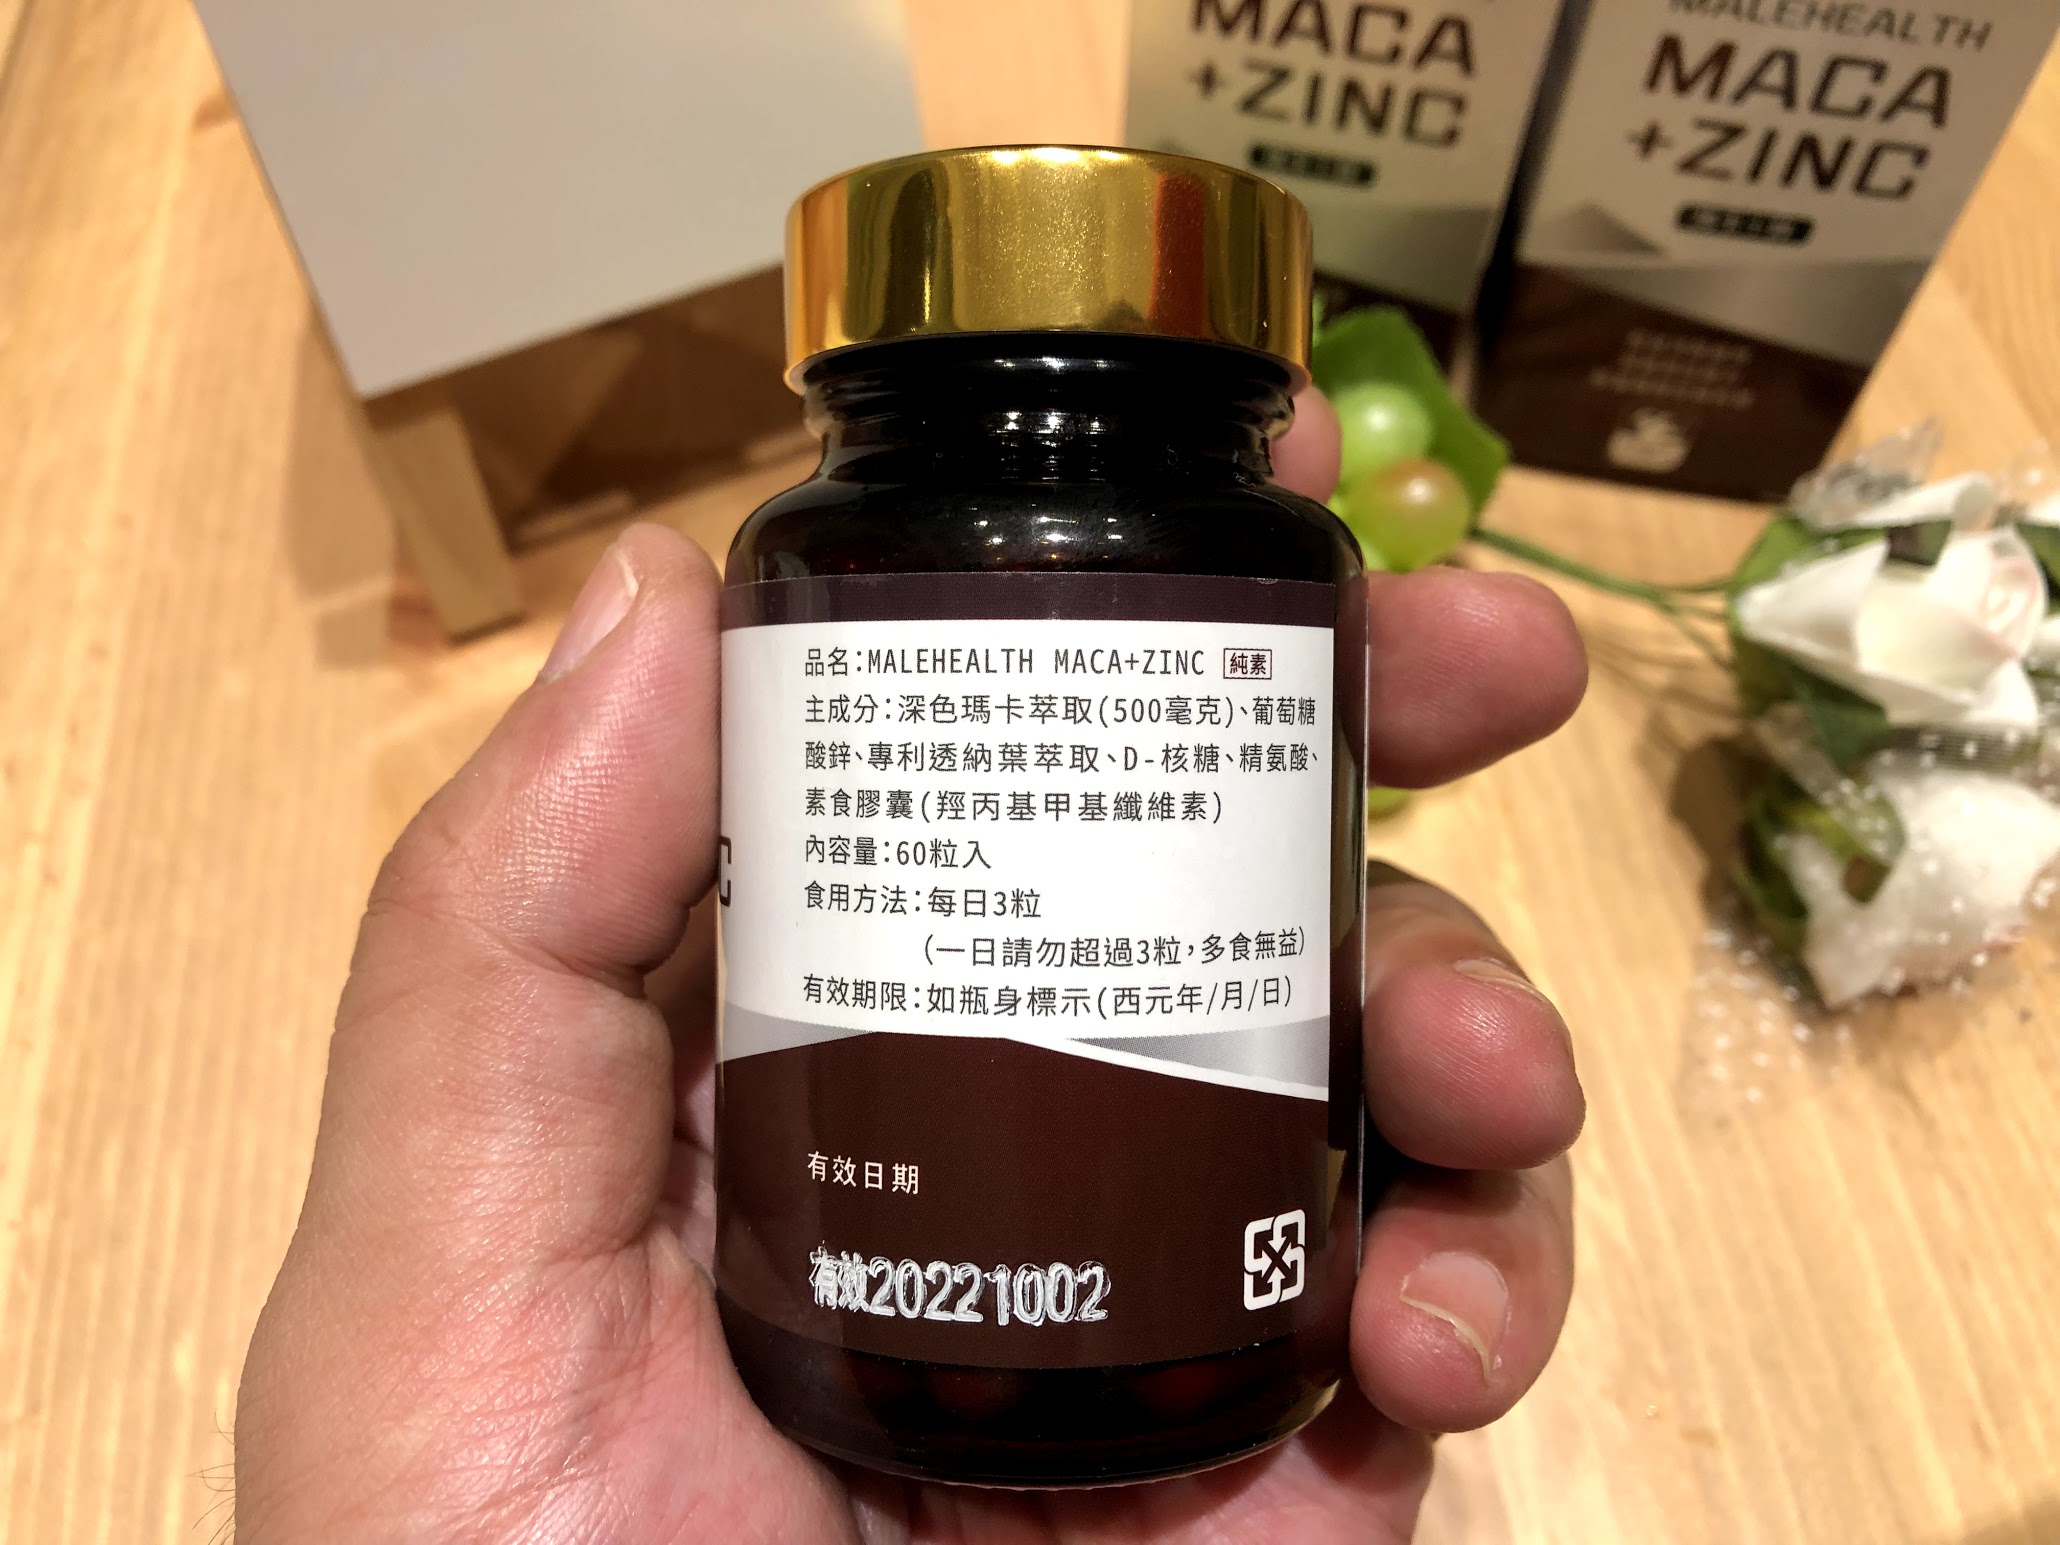 MACA
+ZINC
MALEHEALTH
MACA
+ZINC
品名:MALEHEALTH MACA+ZINC 純素
主成分:深色瑪卡萃取(500毫克)、葡萄糖
酸鋅、專利透納葉萃取、D-核糖、精氨酸、
素食膠囊(羥丙基甲基纖維素)
內容量:60粒入
食用方法:每日3粒
(一日請勿超過3粒,多食無益)
有效期限:如瓶身標示(西元年/月/日)
有效日期
有效20221002